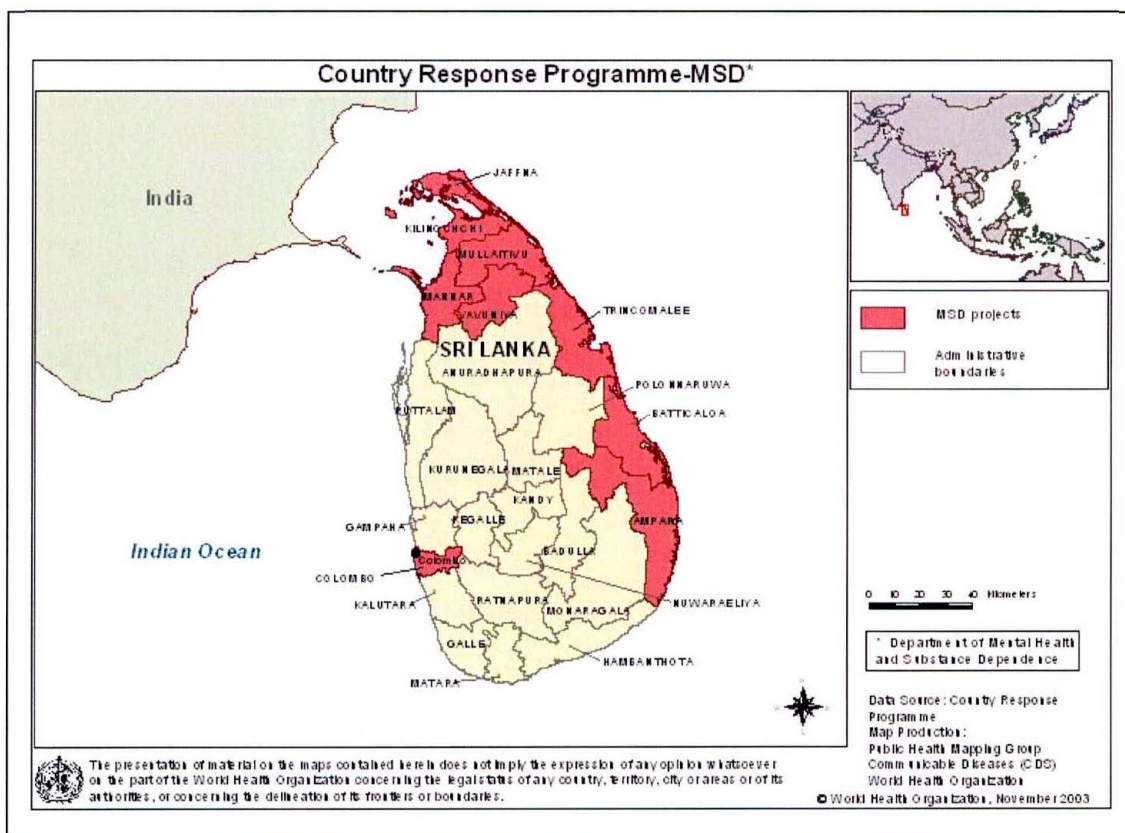 Country Response Programme-MSD*
India
JAFFNA
KILINOCHCHI
MULLAITIVU
MANNAR
VAVUNIYA
TRINCOMALEE
SRI LANKA
ANURADHAPURA
POLONNARUWA
PUTTALAM
BATTICALOA
KURUNEGALA
MATALE
KANDY
GAMPAHA
KEGALLE
AMPARA
Indian Ocean
BADULLA
Colombo
COLOMBO
NUWARAELIYA
KALUTARA
RATNAPURA
MONARAGALA
GALLE
HAMBANTHOTA
MATARA
MSD projects
Administrative
boundaries
0 10 20 40 Kilometers
* Department of Mental Health
and Substance Dependence
Data Source: Country Response
Programme
Map Production:
Public Health Mapping Group
Communicable Diseases (CDS)
World Health Organization
© World Health Organization, November 2003
The presentation of material on the maps contained herein does not imply the expression of any opinion whatsoever
on the part of the World Health Organization concerning the legal status of any country, territory, city or areas or of its
authorities, or concerning the delineation of its frontiers or boundaries.